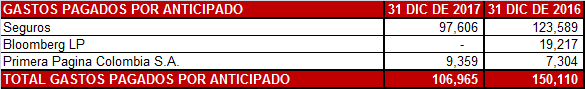 GASTOS PAGADOS POR ANTICIPADO 31 DIC DE 2017 31 DIC DE 2016
Seguros 97,606 123,589
Bloomberg LP - 19,217
Primera Pagina Colombia S.A. 9,359 7,304
TOTAL GASTOS PAGADOS POR ANTICIPADO 106,965 150,110